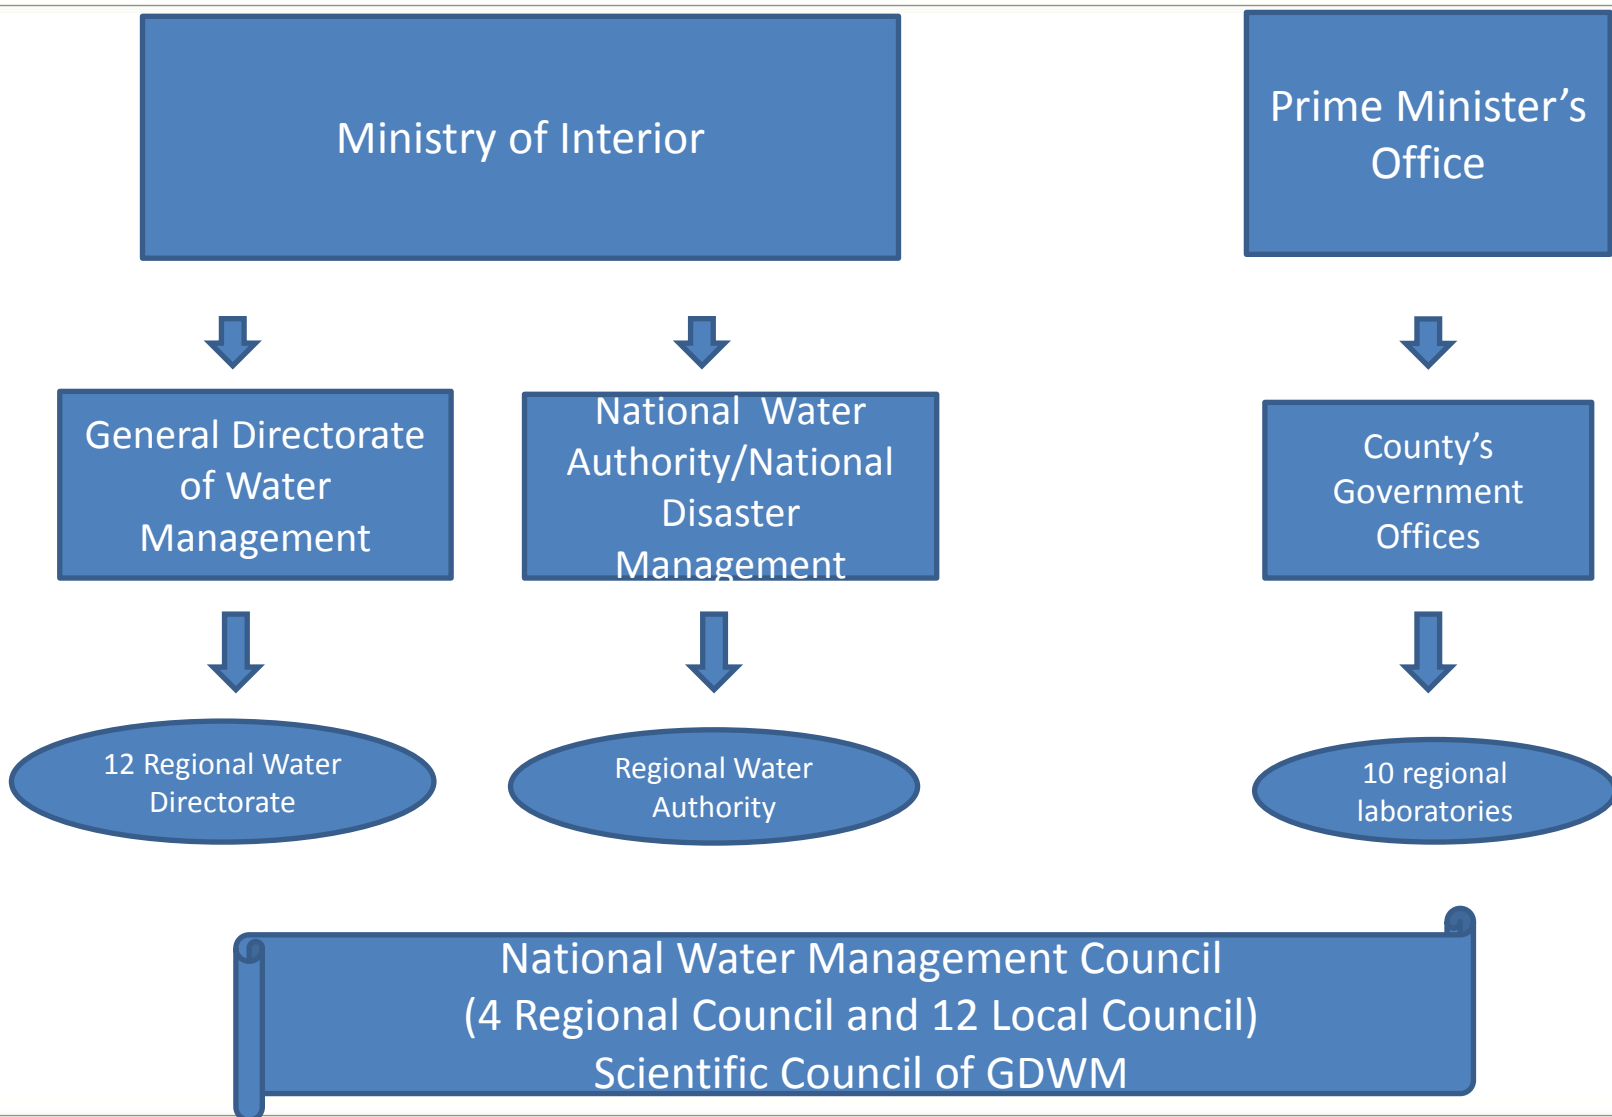 Ministry of Interior
Prime Minister’s
Office
General Directorate
of Water
Management
National  Water
Authority/National
Disaster
Management
County’s
Government
Offices
12 Regional Water
Directorate
Regional Water
Authority
10 regional
laboratories
National Water Management Council
(4 Regional Council and 12 Local Council)
Scientific Council of GDWM